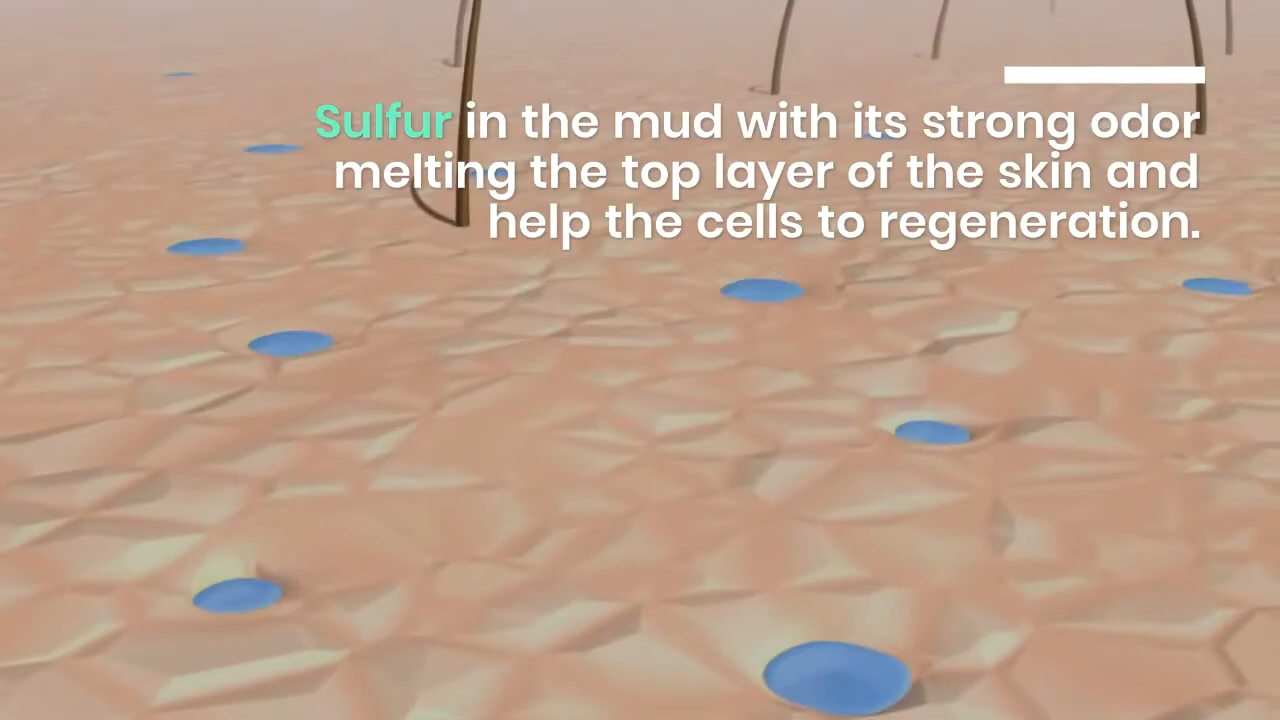 Sulfur in the mud with its strong odor
melting the top layer of the skin and
help the cells to regeneration.